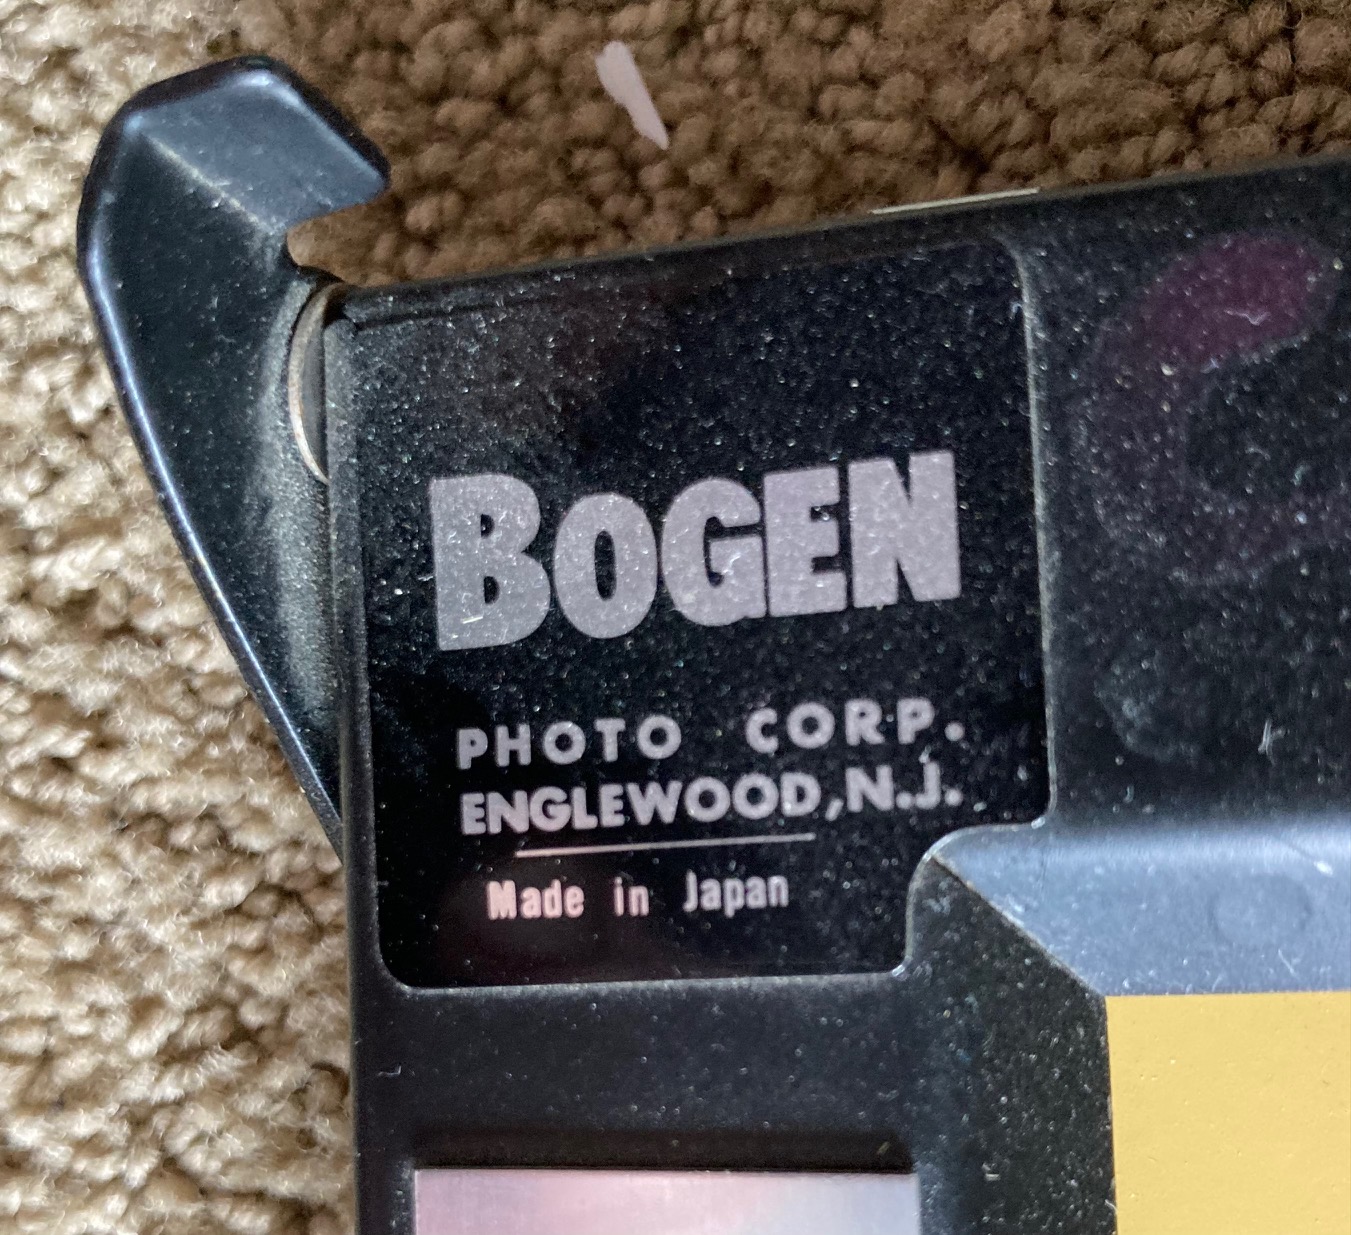 BOGEN
PHOTO CORP.
ENGLEWOOD, N.J.
Made in Japan